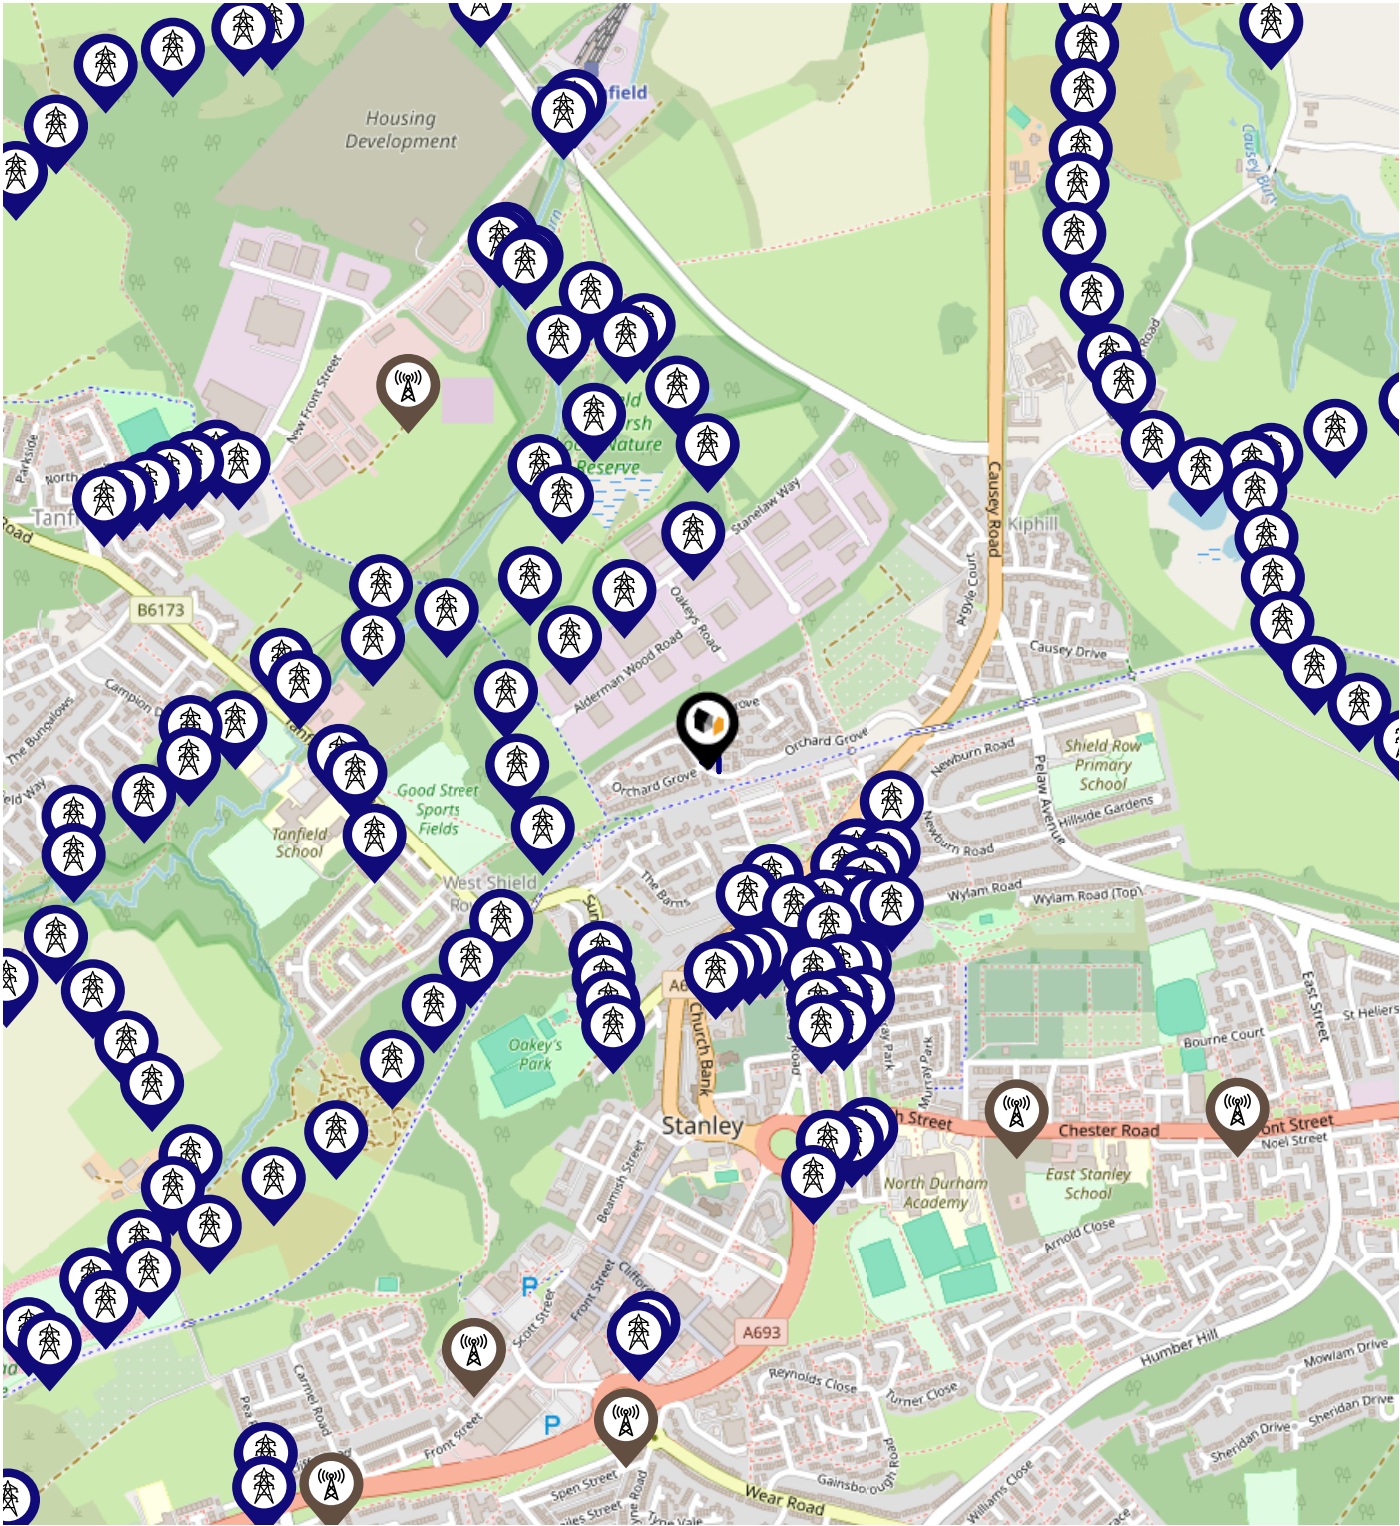 Housing
Development
field
Causey Burn
New Front Street
Parkside
North
Tanf
Road
B6173
Nature
Reserve
Stanelaw Way
Oakeys Road
Alderman Wood Road
Causey Road
Kiphill
Argyle Court
Causey Drive
Campion D
The Bungalows
eld Way
Tanf
Good Street
Sports
Fields
Tanfield
School
Orchard Grove
Orchard Grove
rove
Newburn Road
Shield Row
Primary
School
Pelaw Avenue
Hillside Gardens
Newburn Road
Wylam Road
Wylam Road (Top)
West Shield
The Barns
Church Bank
Oakey's
Park
Murray Park
East Street
St Heliers
Bourne Court
Stanley
h Street
Chester Road
ont Street
Noel Street
North Durham
Academy
East Stanley
School
Arnold Close
Beamish Street
P
Front Street
Scott Street
A693
Humber Hill
Reynolds Close
Turner Close
Mowlam Drive
Sheridan Drive
Sheridan Drive
Carmel Road
Front Street
P
Spen Street
Wear Road
Williams Close